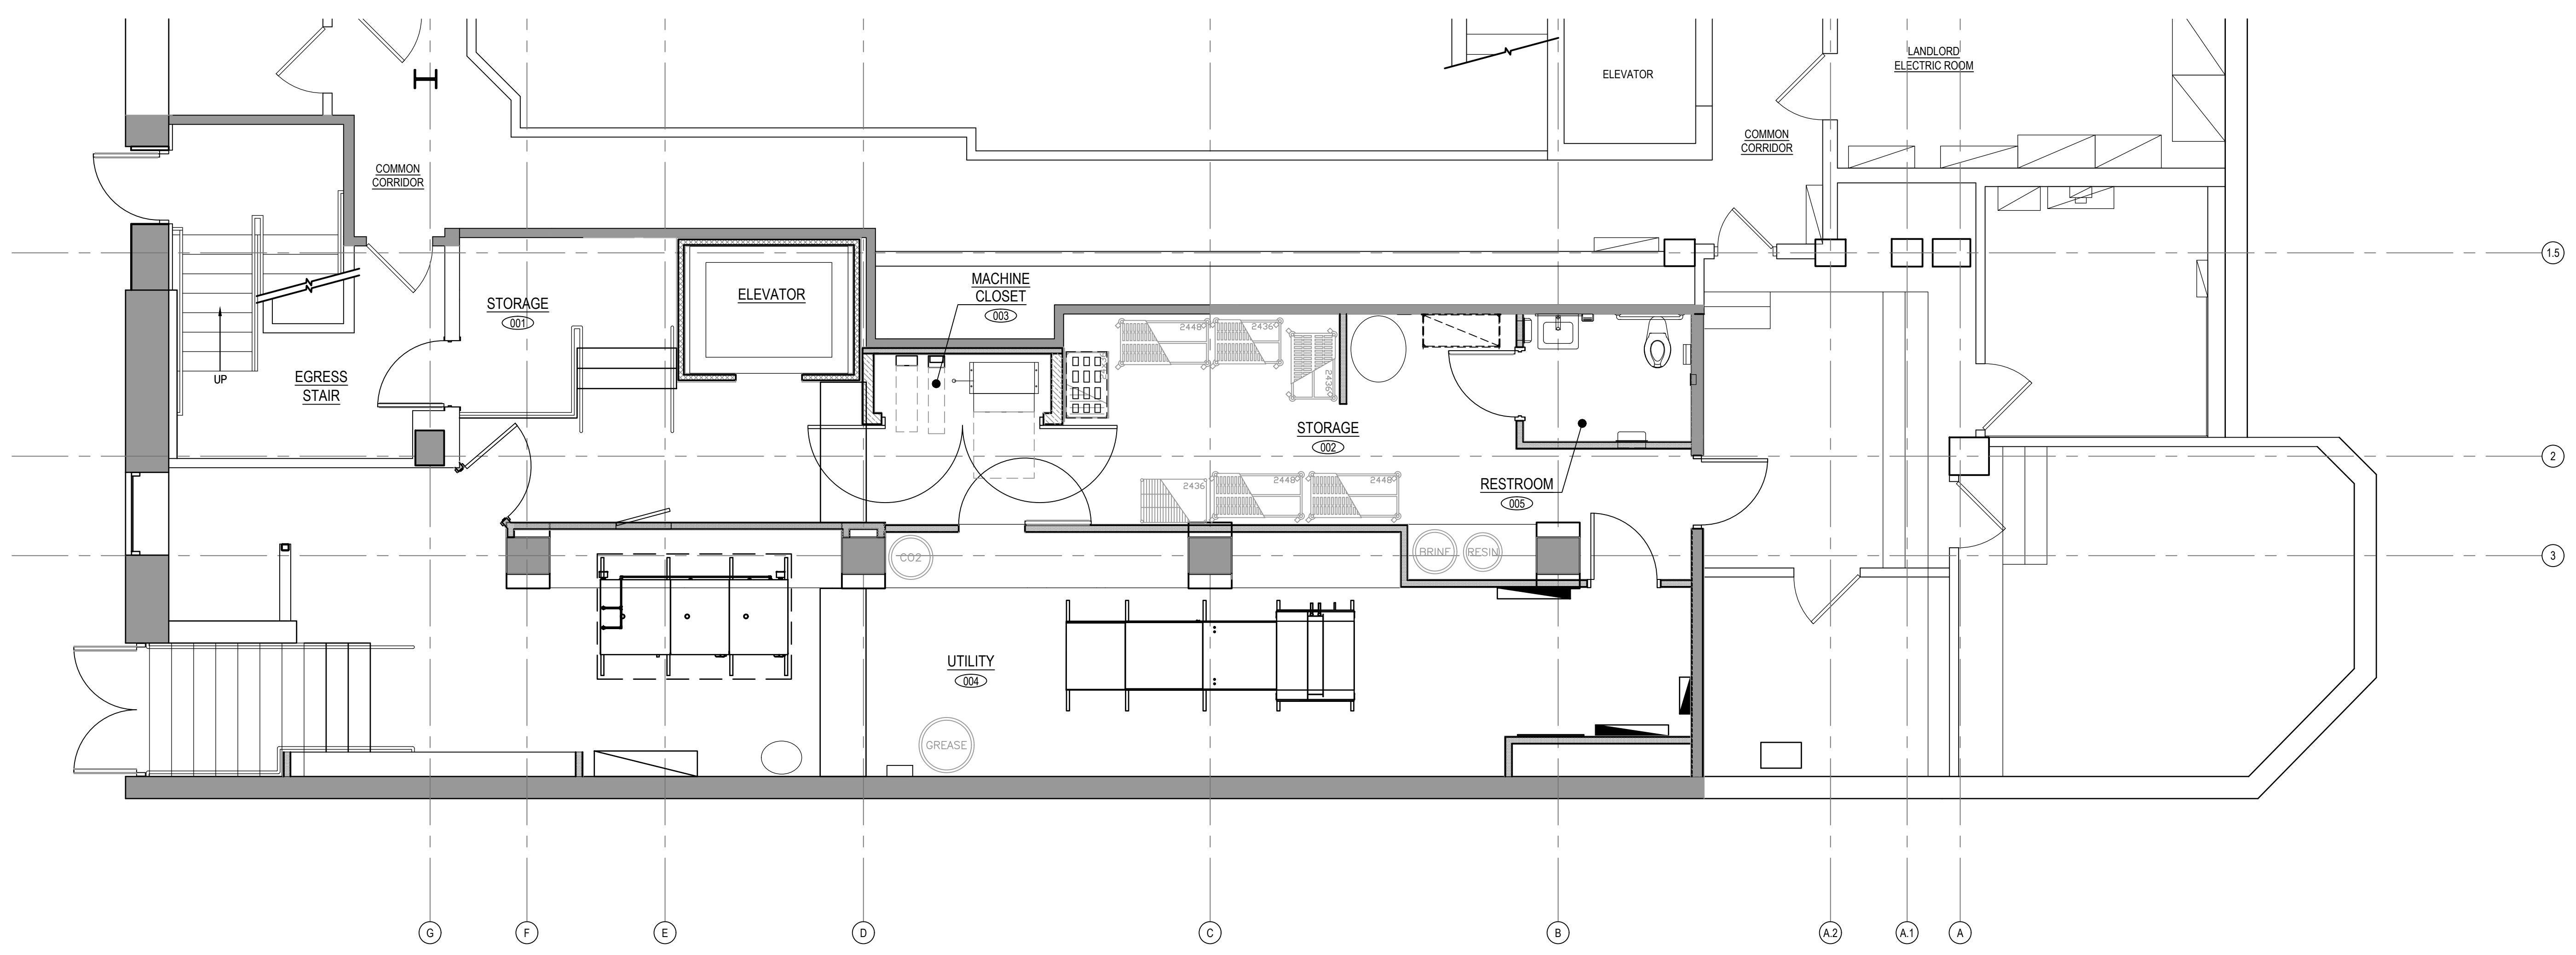 LANDLORD
ELECTRIC ROOM
ELEVATOR
COMMON
CORRIDOR
COMMON
CORRIDOR
1.5
MACHINE
CLOSET
003
ELEVATOR
STORAGE
001
2448
2436
2436
UP
EGRESS
STAIR
STORAGE
002
2
RESTROOM
005
2436
2448
2448
CO2
BRINE
RESIN
3
UTILITY
004
GREASE
G
F
E
D
C
B
A.2
A.1
A